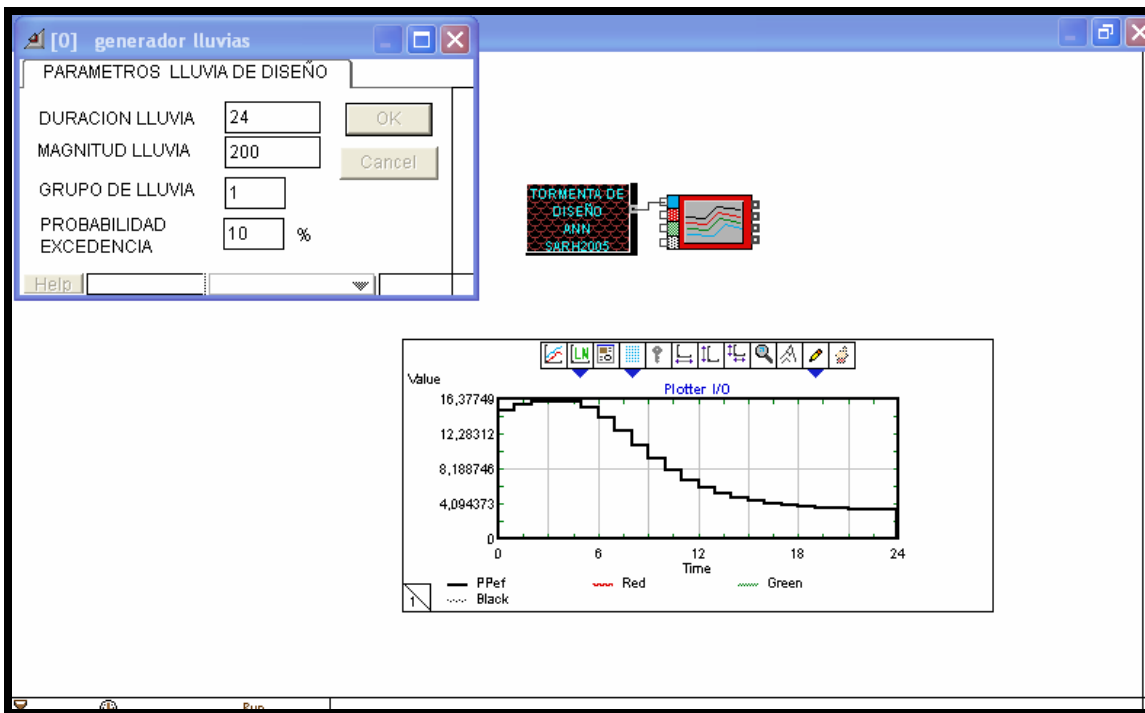 [0] generador lluvias
PARAMETROS LLUVIA DE DISEÑO
DURACION LLUVIA 24 OK
MAGNITUD LLUVIA 200 Cancel
GRUPO DE LLUVIA 1
PROBABILIDAD
EXCEDENCIA 10 %
Help
TORMENTA DE
DISEÑO
ANN
SARH2005
LN
Value
Plotter I/O
16,37749
12,28312
8,188746
4,094373
0
0 6 12 18 24
Time
PPef Red Green
Black
1
Run